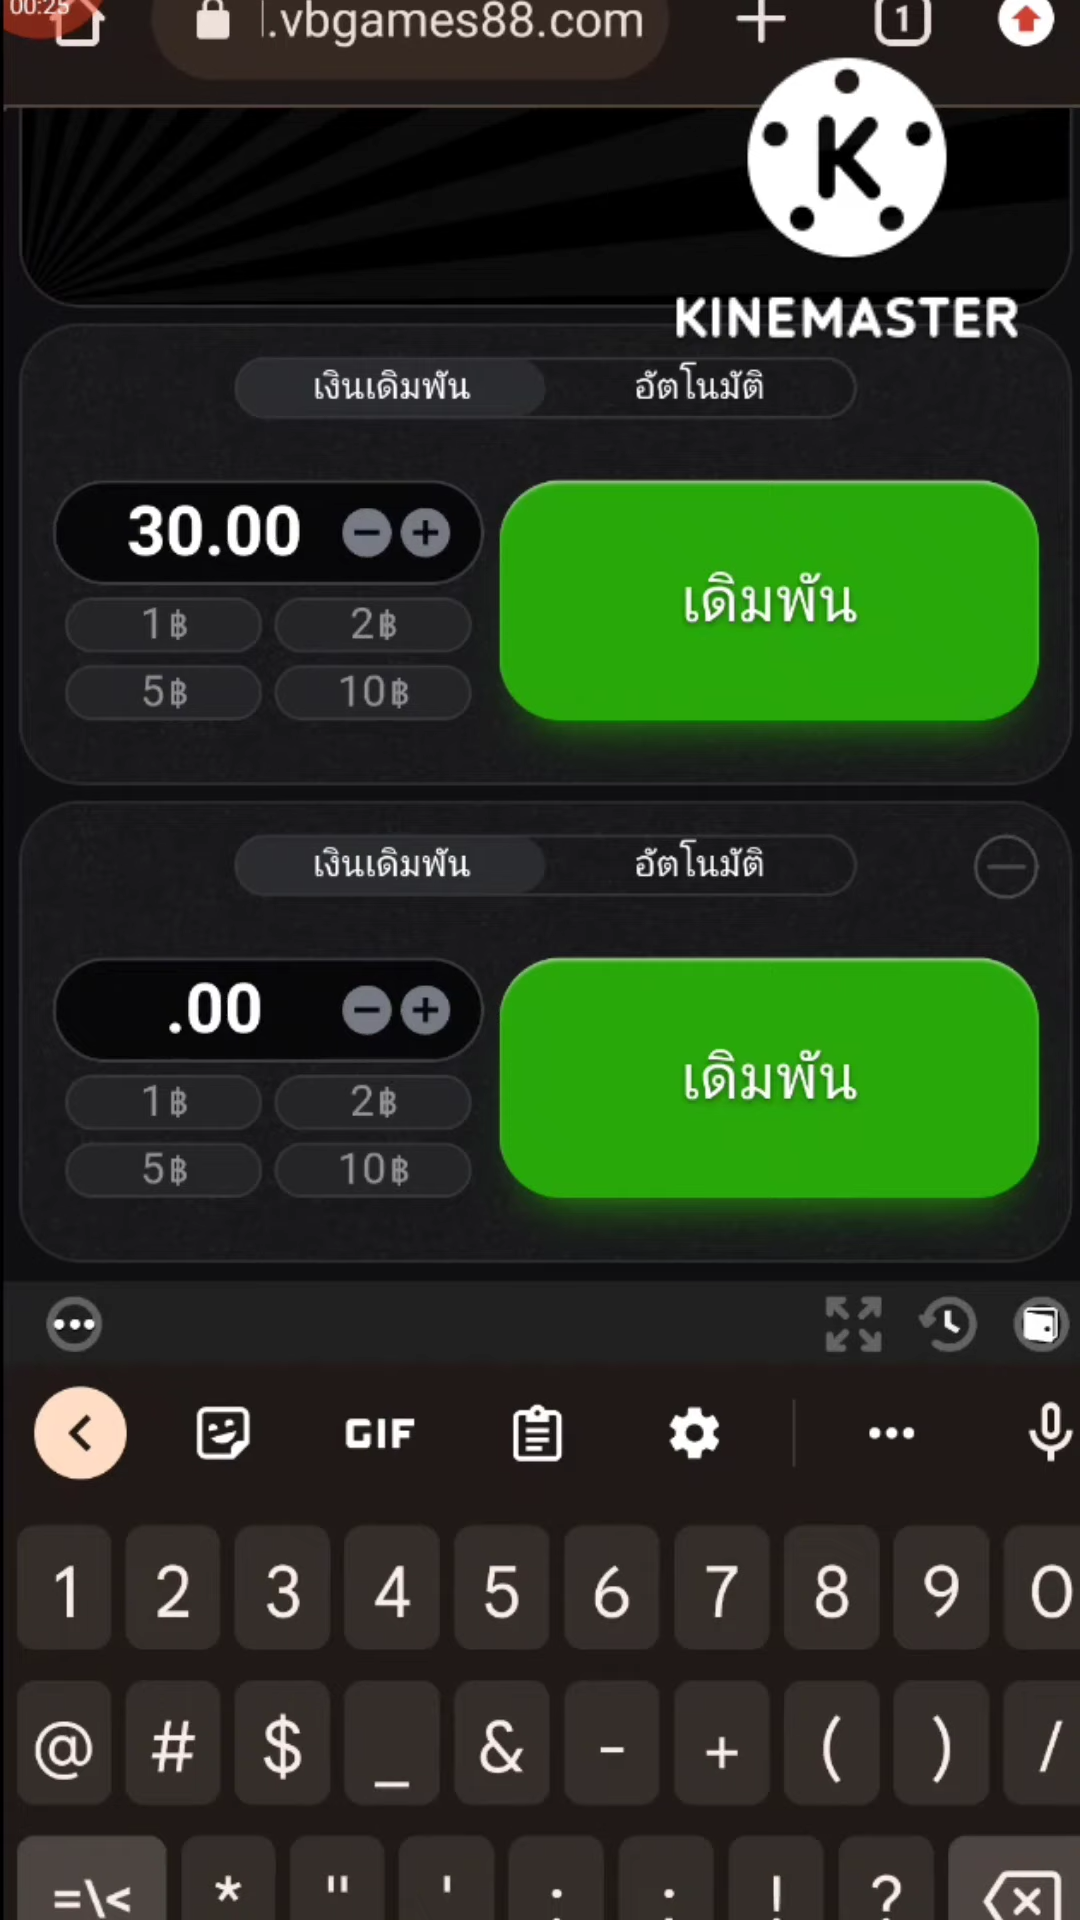 00:25
l.vbgames88.com
1
K
KINEMASTER
เงินเดิมพัน อัตโนมัติ
30.00
เดิมพัน
1฿ 2฿
5฿ 10฿
เงินเดิมพัน อัตโนมัติ
.00
เดิมพัน
1฿ 2฿
5฿ 10฿
GIF
1 2 3 4 5 6 7 8 9 0
@ # $ _ & - + ( ) /
=\< * " ' : ; ! ?